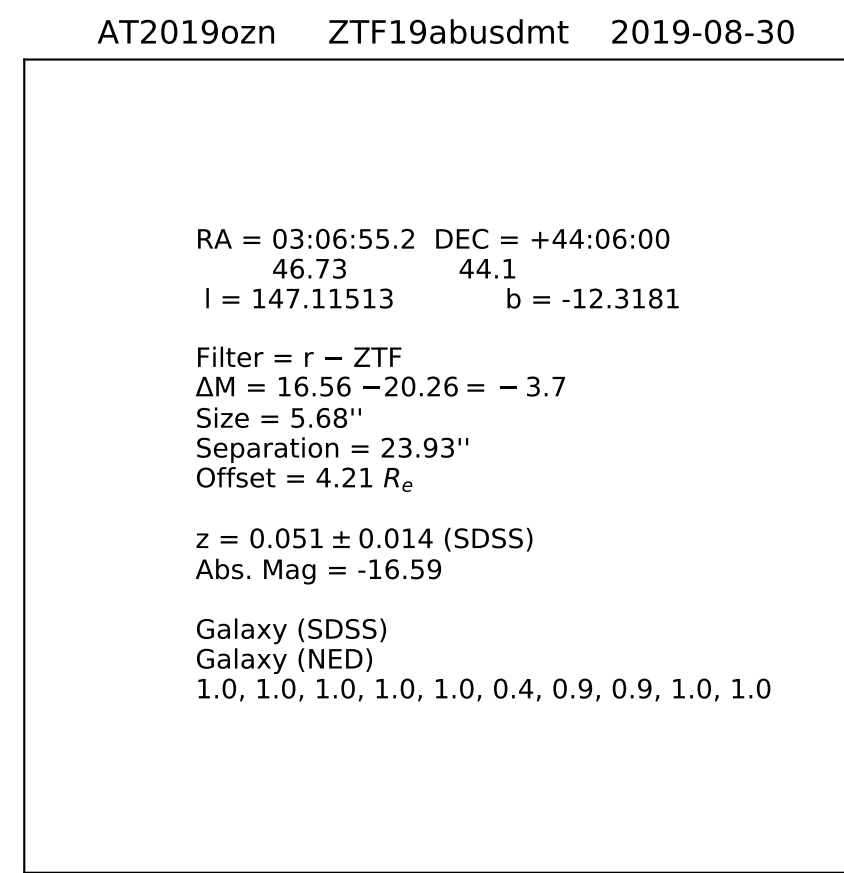 AT2019ozn ZTF19abusdmt 2019-08-30
RA = 03:06:55.2 DEC = +44:06:00
46.73 44.1
l = 147.11513 b = -12.3181
Filter = r − ZTF
ΔM = 16.56 −20.26 = − 3.7
Size = 5.68''
Separation = 23.93''
Offset = 4.21 Rₑ
z = 0.051 ± 0.014 (SDSS)
Abs. Mag = -16.59
Galaxy (SDSS)
Galaxy (NED)
1.0, 1.0, 1.0, 1.0, 1.0, 0.4, 0.9, 0.9, 1.0, 1.0